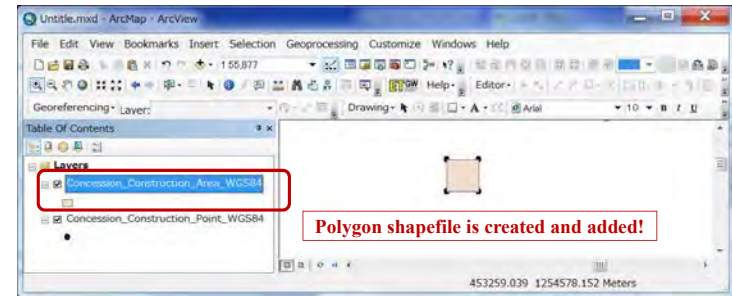 Untitle.mxd - ArcMap - ArcView
File Edit View Bookmarks Insert Selection Geoprocessing Customize Windows Help
1:55,877
ETGW Help- Editor-
Georeferencing- Layer: Drawing- A - Arial 10 B I U
Table Of Contents
Layers
Concession_Construction_Area_WGS84
Concession_Construction_Point_WGS84
Polygon shapefile is created and added!
453259.039 1254578.152 Meters